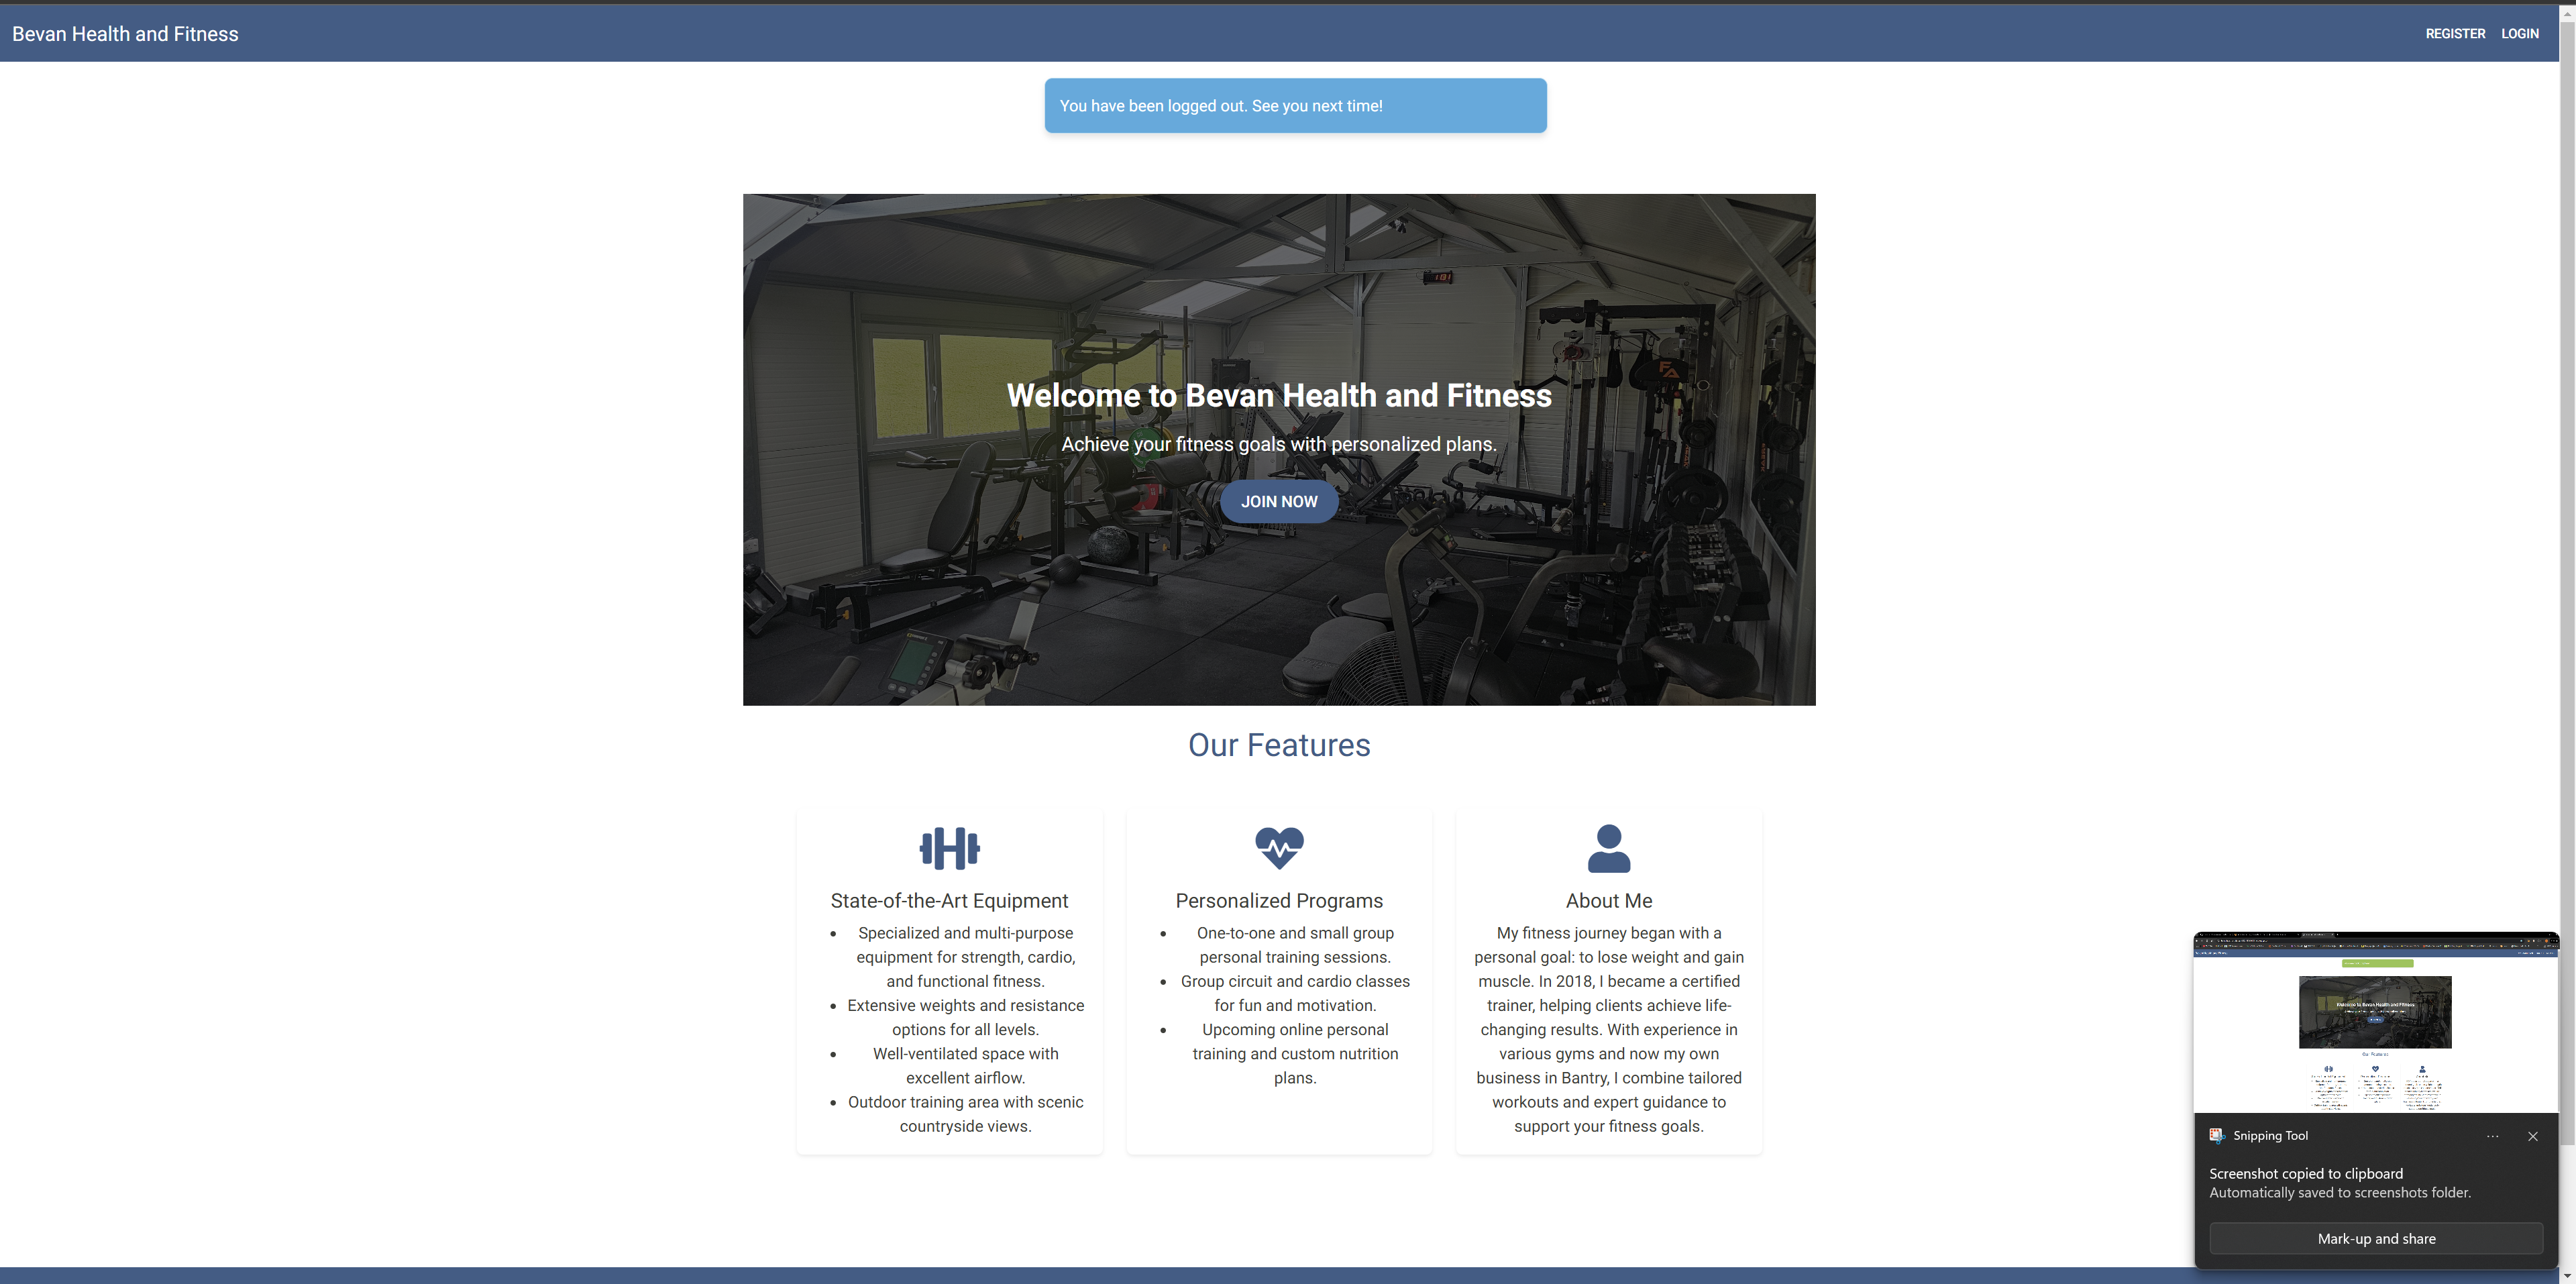 Bevan Health and Fitness
REGISTER LOGIN
You have been logged out. See you next time!
Welcome to Bevan Health and Fitness
Achieve your fitness goals with personalized plans.
JOIN NOW
Our Features
State-of-the-Art Equipment
• Specialized and multi-purpose
equipment for strength, cardio,
and functional fitness.
• Extensive weights and resistance
options for all levels.
• Well-ventilated space with
excellent airflow.
• Outdoor training area with scenic
countryside views.
Personalized Programs
• One-to-one and small group
personal training sessions.
• Group circuit and cardio classes
for fun and motivation.
• Upcoming online personal
training and custom nutrition
plans.
About Me
My fitness journey began with a
personal goal: to lose weight and gain
muscle. In 2018, I became a certified
trainer, helping clients achieve life-
changing results. With experience in
various gyms and now my own
business in Bantry, I combine tailored
workouts and expert guidance to
support your fitness goals.
Welcome to Bevan Health and Fitness
Our Features
Snipping Tool
Screenshot copied to clipboard
Automatically saved to screenshots folder.
Mark-up and share